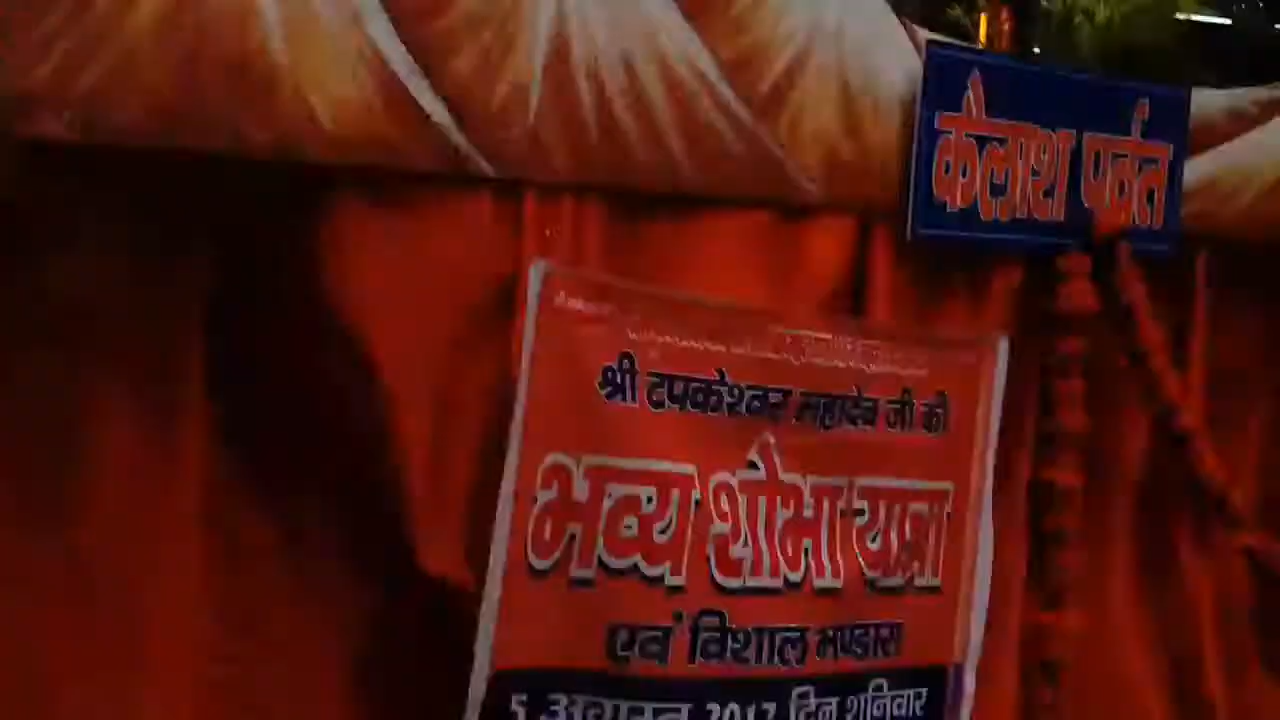 कैलाश पर्वत
श्री टपकेश्वर महादेव जी की
भव्य शोभा यात्रा
एवं विशाल भण्डारा
5 अगस्त 2017 दिन शनिवार